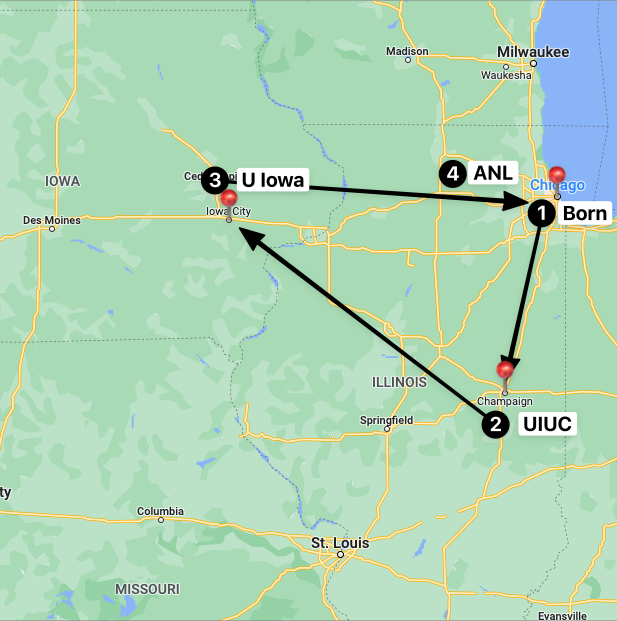 Madison
Milwaukee
Waukesha
4 ANL
3 U Iowa
IOWA
Chicago
Iowa City
1 Born
Des Moines
ILLINOIS
Champaign
Springfield
2 UIUC
ty
Columbia
St. Louis
MISSOURI
Evansville